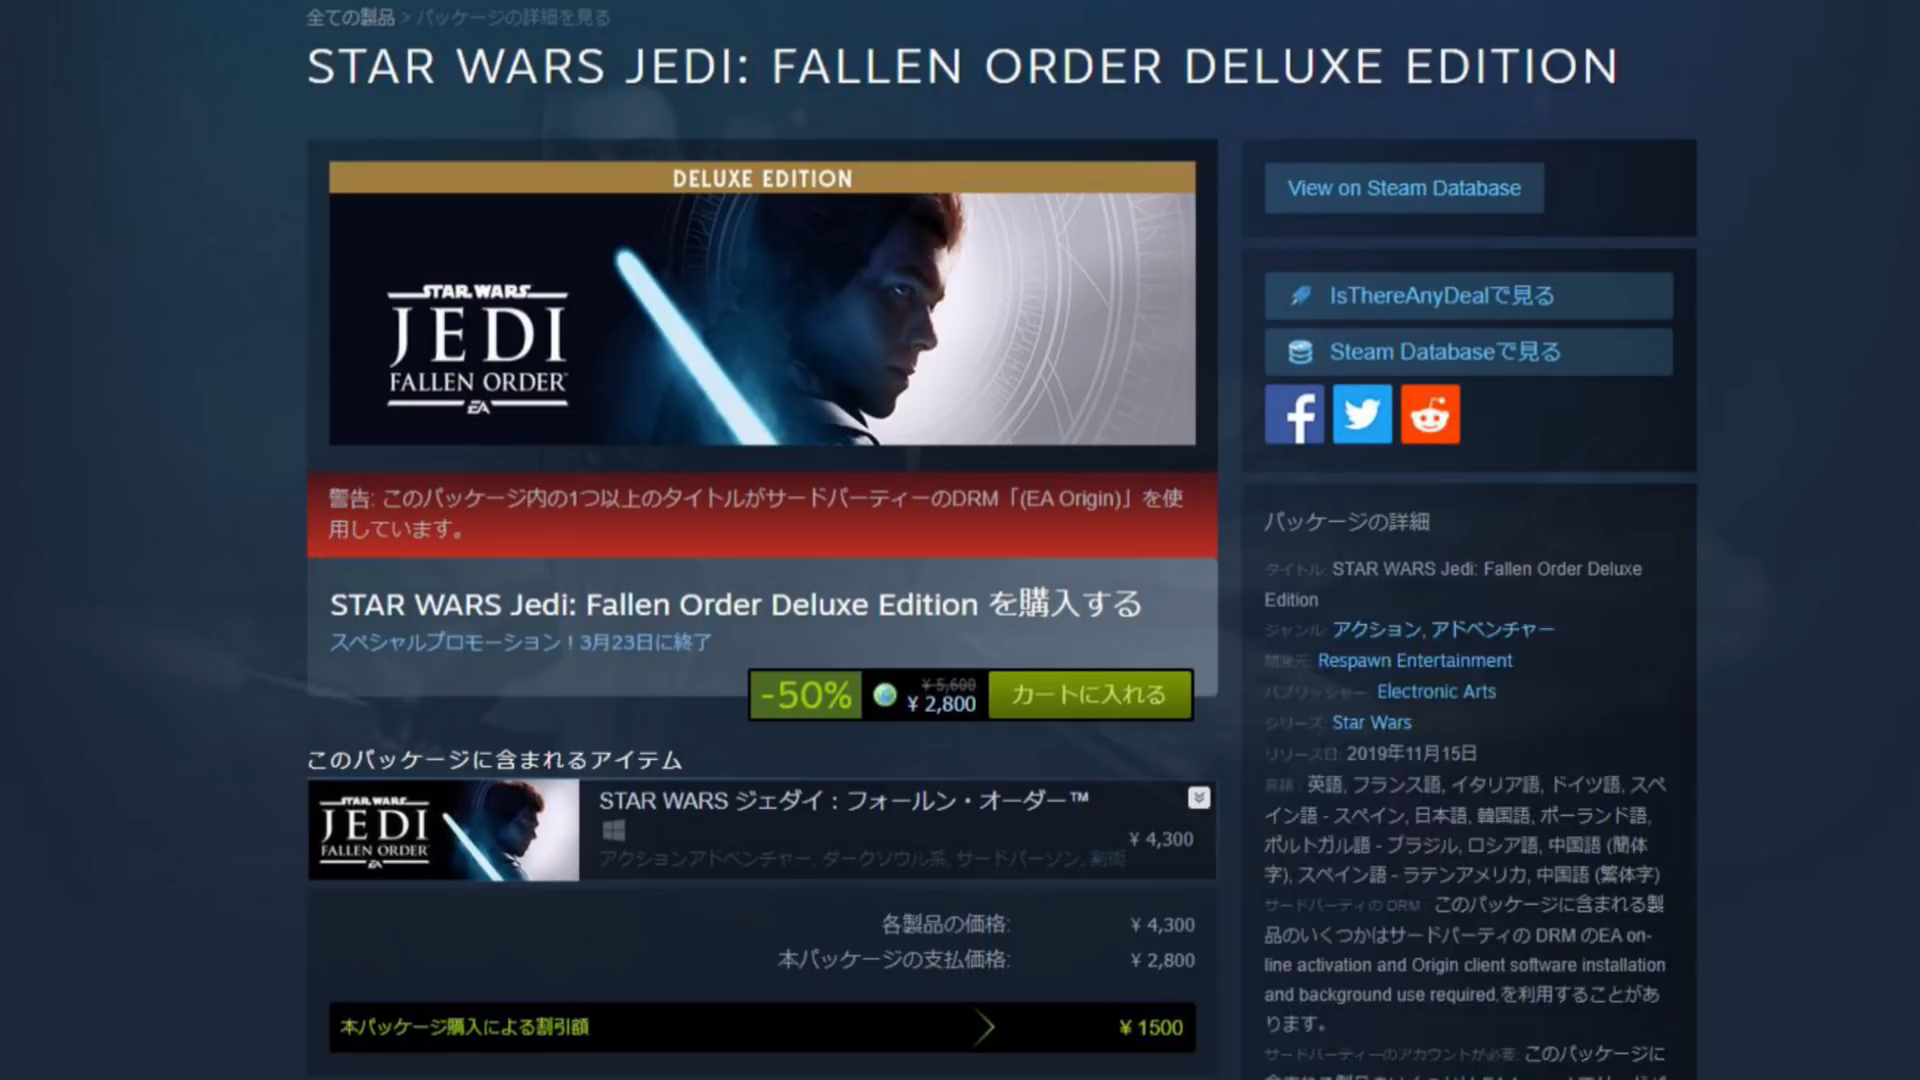 全ての製品 > パッケージの詳細を見る
STAR WARS JEDI: FALLEN ORDER DELUXE EDITION
DELUXE EDITION
STAR WARS
JEDI
FALLEN ORDER
EA
警告: このパッケージ内の1つ以上のタイトルがサードパーティーのDRM「(EA Origin)」を使
用しています。
STAR WARS Jedi: Fallen Order Deluxe Edition を購入する
スペシャルプロモーション！3月23日に終了
-50%
¥ 5,600
¥ 2,800
カートに入れる
このパッケージに含まれるアイテム
STAR WARS
JEDI
FALLEN ORDER
EA
STAR WARS ジェダイ：フォールン・オーダー™
¥ 4,300
アクションアドベンチャー, ダークソウル系, サードパーソン, 剣術
各製品の価格: ¥ 4,300
本パッケージの支払価格: ¥ 2,800
本パッケージ購入による割引額 ¥ 1500
View on Steam Database
IsThereAnyDealで見る
Steam Databaseで見る
パッケージの詳細
タイトル: STAR WARS Jedi: Fallen Order Deluxe
Edition
ジャンル: アクション, アドベンチャー
開発元: Respawn Entertainment
パブリッシャー: Electronic Arts
シリーズ: Star Wars
リリース日: 2019年11月15日
言語: 英語, フランス語, イタリア語, ドイツ語, スペ
イン語 - スペイン, 日本語, 韓国語, ポーランド語,
ポルトガル語 - ブラジル, ロシア語, 中国語 (簡体
字), スペイン語 - ラテンアメリカ, 中国語 (繁体字)
サードパーティの DRM: このパッケージに含まれる製
品のいくつかはサードパーティの DRM のEA on-
line activation and Origin client software installation
and background use required.を利用することがあ
ります。
サードパーティーのアカウントが必要: このパッケージに